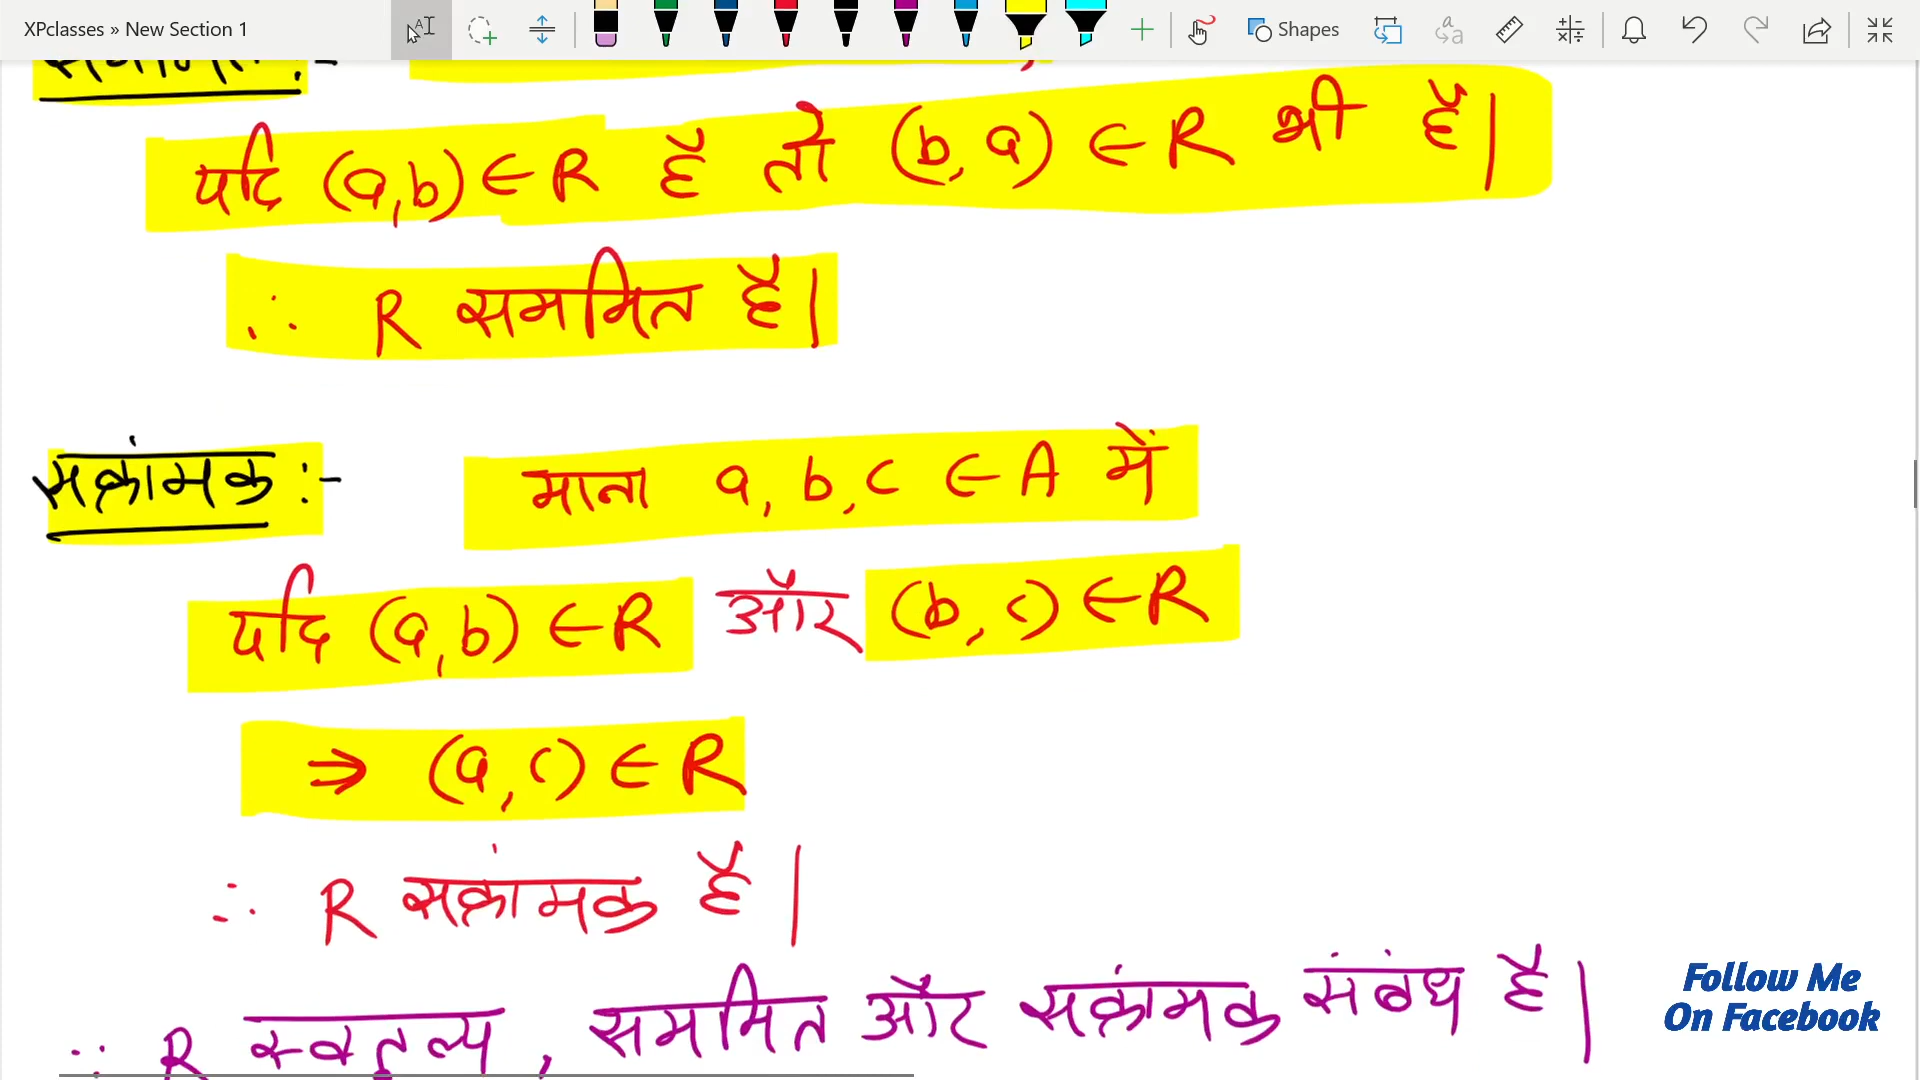 XPclasses » New Section 1
Shapes
यदि (a,b) ∈ R है तो (b,a) ∈ R भी है|
∴ R सममित है|
सक्रांमक :-
माना a, b, c ∈ A में
यदि (a,b) ∈ R और (b, c) ∈ R
⇒ (a, c) ∈ R
∴ R सक्रांमक है|
∵ R स्वतुल्य, सममित और सक्रांमक संबंध है|
Follow Me
On Facebook